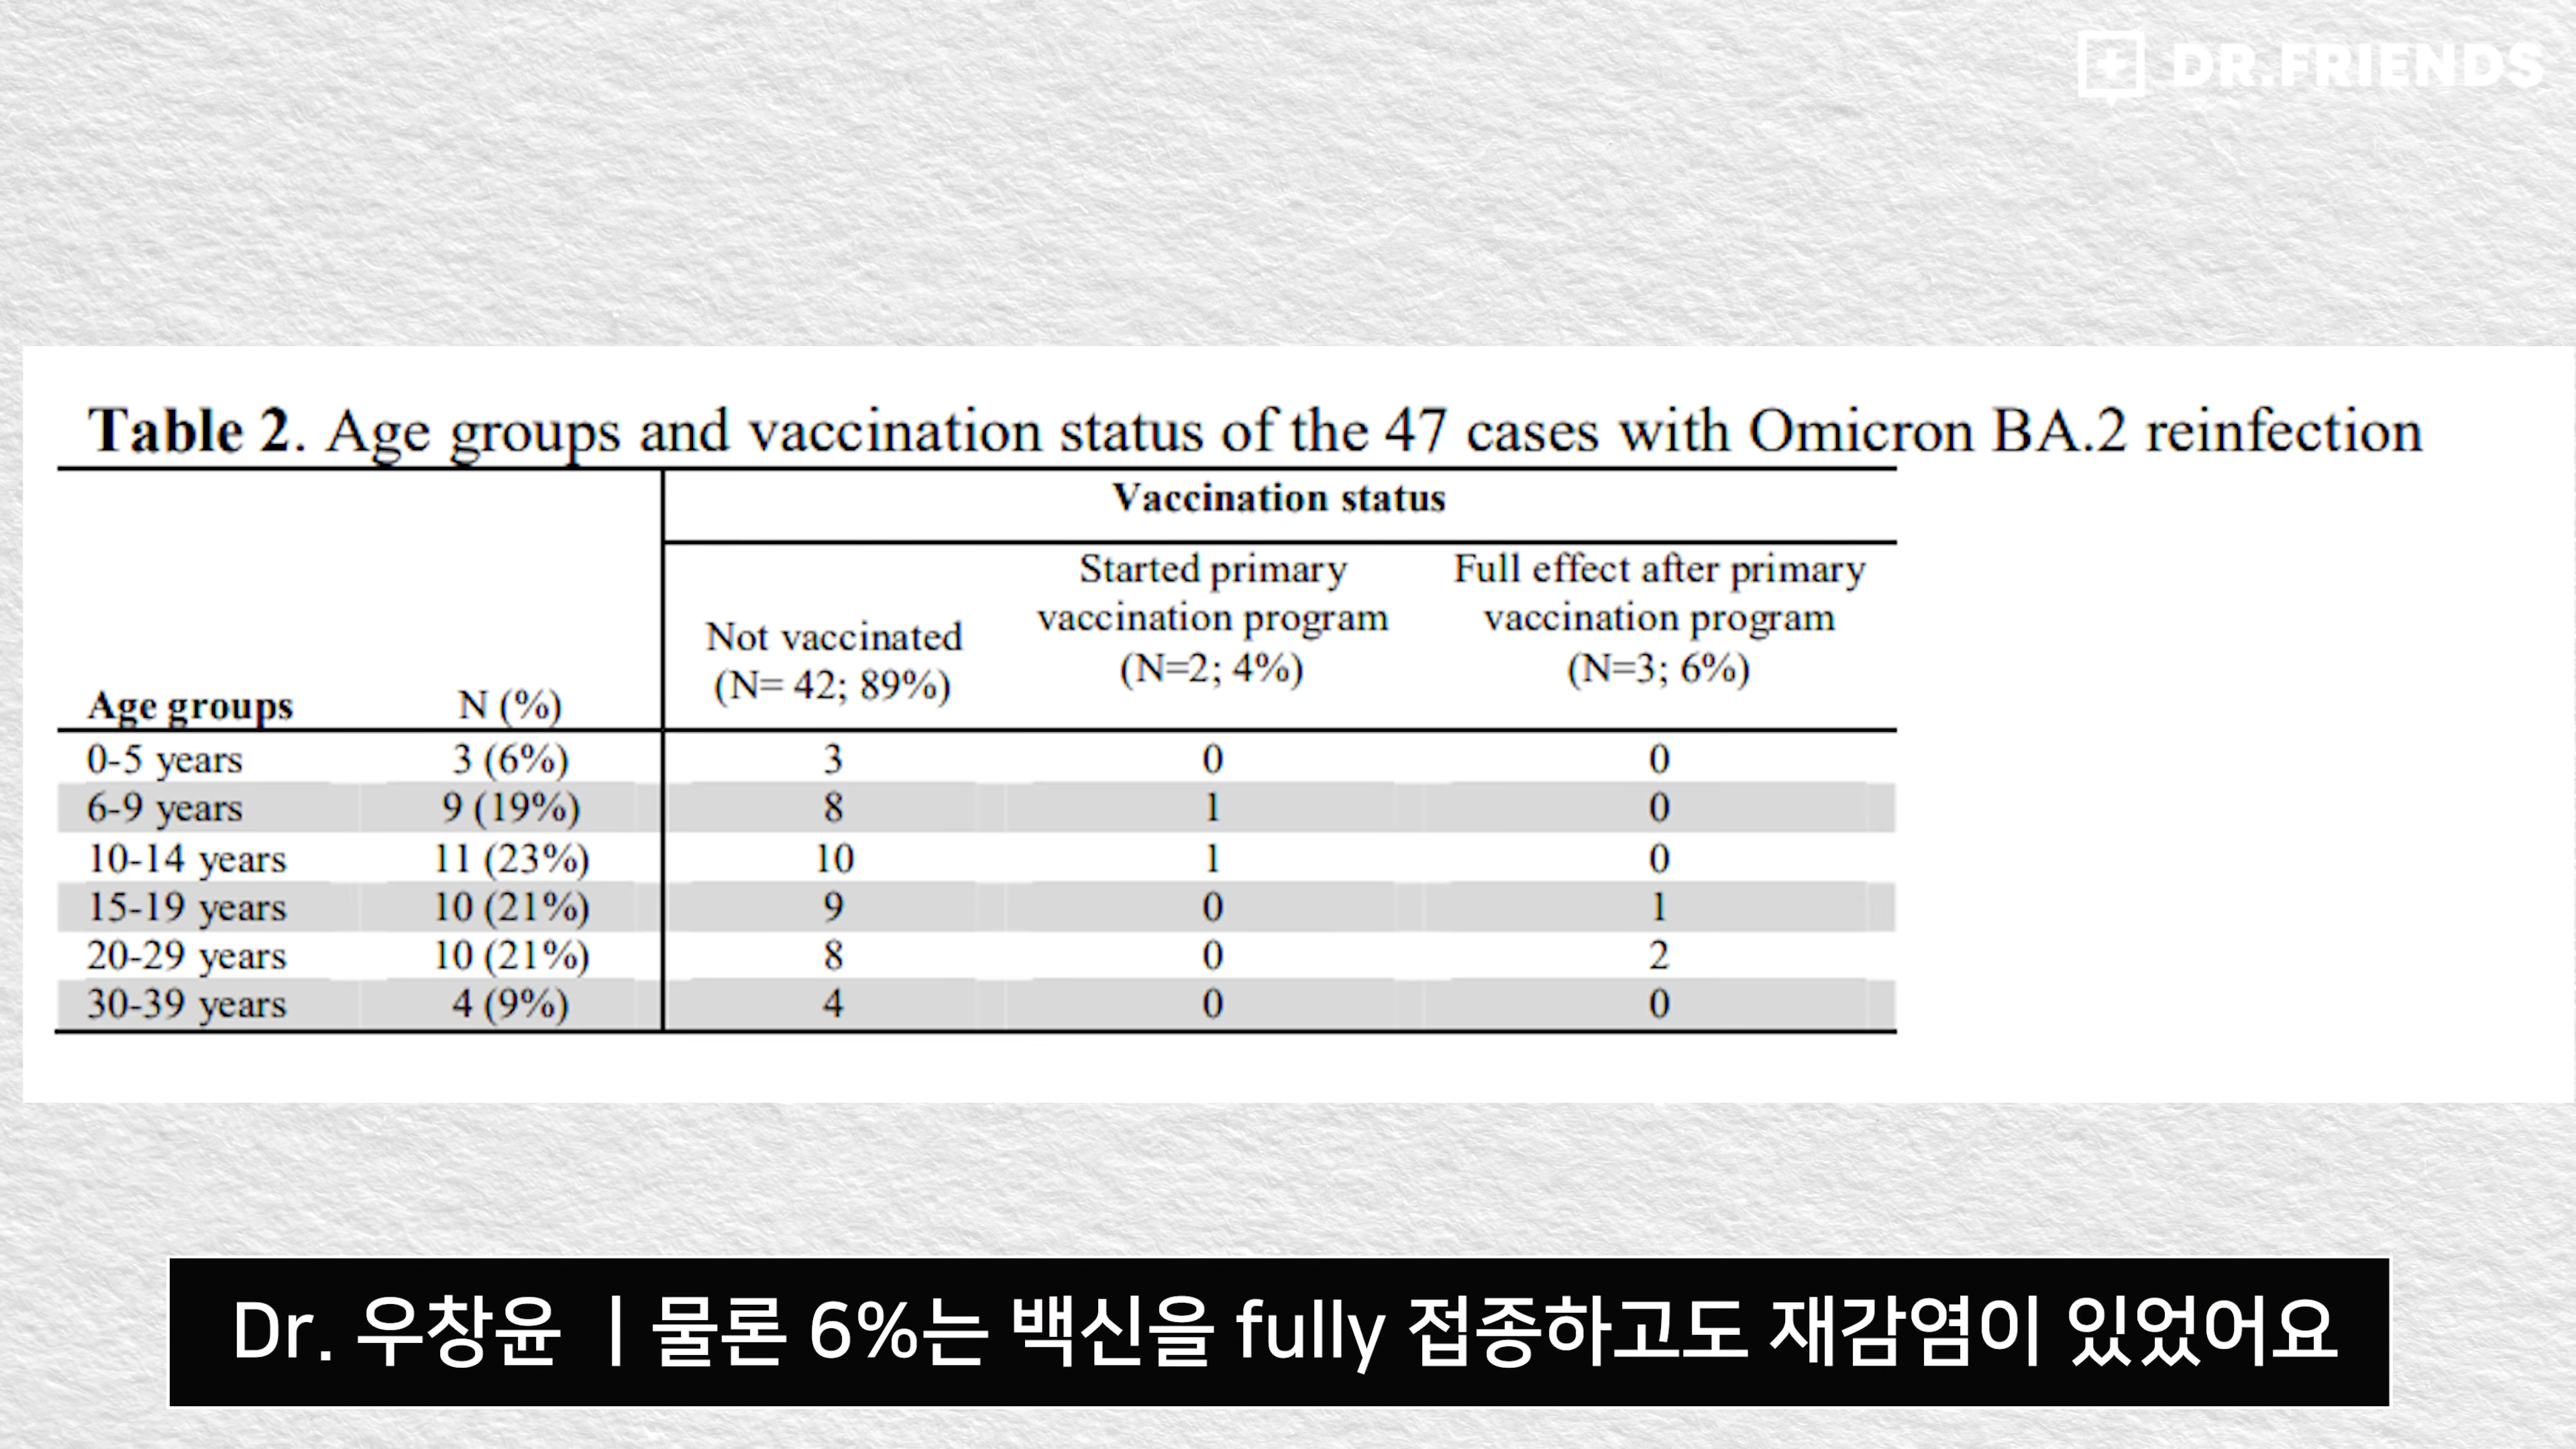 DR.FRIENDS
Table 2. Age groups and vaccination status of the 47 cases with Omicron BA.2 reinfection
Vaccination status
Age groups N (%) Not vaccinated (N= 42; 89%) Started primary vaccination program (N=2; 4%) Full effect after primary vaccination program (N=3; 6%)
0-5 years 3 (6%) 3 0 0
6-9 years 9 (19%) 8 1 0
10-14 years 11 (23%) 10 1 0
15-19 years 10 (21%) 9 0 1
20-29 years 10 (21%) 8 0 2
30-39 years 4 (9%) 4 0 0
Dr. 우창윤 | 물론 6%는 백신을 fully 접종하고도 재감염이 있었어요